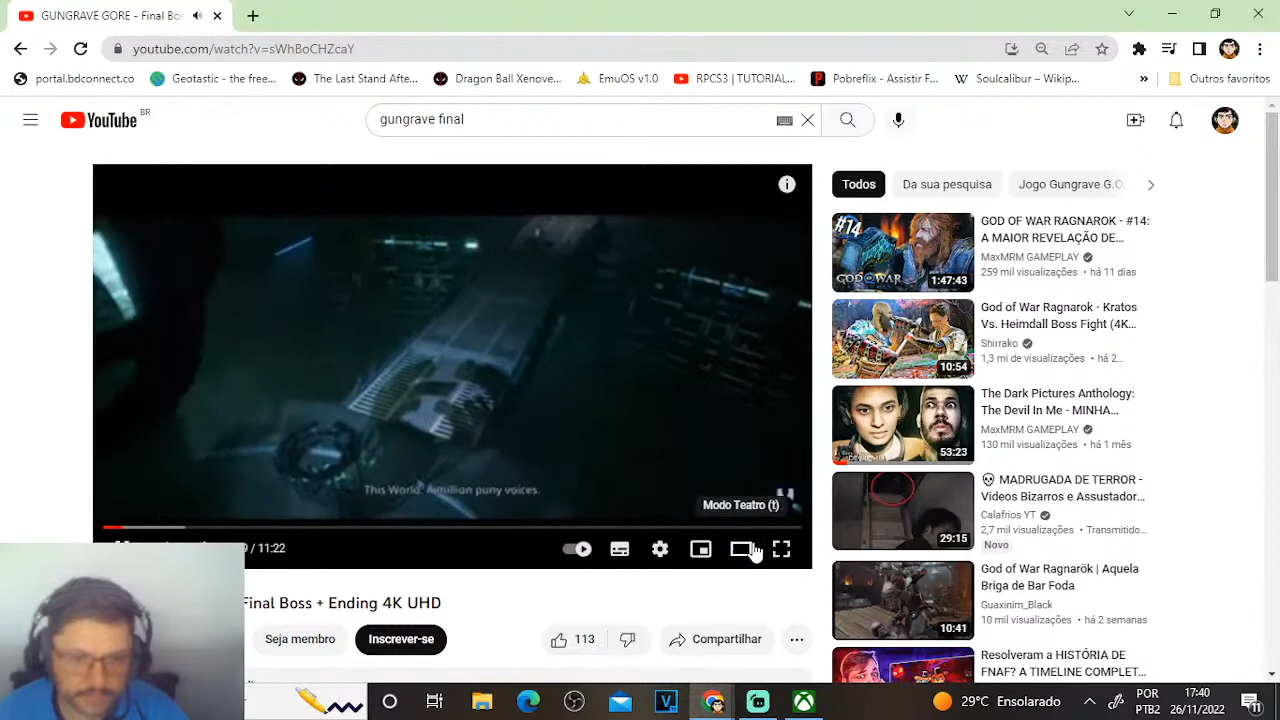 GUNGRAVE GORE - Final Bos
youtube.com/watch?v=sWhBoCHZcaY
portal.bdconnect.co
Geotastic - the free...
The Last Stand Afte...
Dragon Ball Xenove...
EmuOS v1.0
RPCS3 | TUTORIAL...
Pobreflix - Assistir F...
Soulcalibur – Wikip...
»
Outros favoritos
YouTube BR
gungrave final
Todos
Da sua pesquisa
Jogo Gungrave G.O.
#14
GOD OF WAR
1:47:43
GOD OF WAR RAGNAROK - #14:
A MAIOR REVELAÇÃO DE...
MaxMRM GAMEPLAY
259 mil visualizações • há 11 dias
10:54
God of War Ragnarok - Kratos
Vs. Heimdall Boss Fight (4K...
Shirrako
1,3 mi de visualizações • há 2...
53:23
The Dark Pictures Anthology:
The Devil In Me - MINHA...
MaxMRM GAMEPLAY
130 mil visualizações • há 1 mês
29:15
MADRUGADA DE TERROR -
Videos Bizarros e Assustador...
Calafrios YT
2,7 mil visualizações • Transmitido...
Novo
10:41
God of War Ragnarök | Aquela
Briga de Bar Foda
Guaxinim_Black
10 mil visualizações • há 2 semanas
Resolveram a HISTÓRIA DE
FNAF? A TIMELINE COMPLET...
This World. A million puny voices.
Modo Teatro (t)
9 / 11:22
Final Boss + Ending 4K UHD
Seja membro
Inscrever-se
113
Compartilhar
29°C Ensolarado
POR
PTB2
17:40
26/11/2022
11